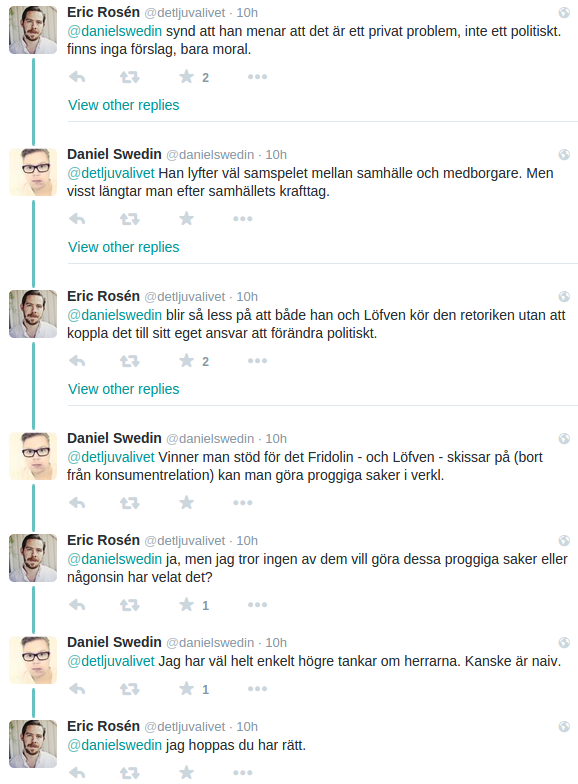 Eric Rosén @detljuvalivet · 10h
@danielswedin synd att han menar att det är ett privat problem, inte ett politiskt.
finns inga förslag, bara moral.
2
View other replies
Daniel Swedin @danielswedin · 10h
@detljuvalivet Han lyfter väl samspelet mellan samhälle och medborgare. Men
visst längtar man efter samhällets krafttag.
View other replies
Eric Rosén @detljuvalivet · 10h
@danielswedin blir så less på att både han och Löfven kör den retoriken utan att
koppla det till sitt eget ansvar att förändra politiskt.
2
View other replies
Daniel Swedin @danielswedin · 10h
@detljuvalivet Vinner man stöd för det Fridolin - och Löfven - skissar på (bort
från konsumentrelation) kan man göra proggiga saker i verkl.
Eric Rosén @detljuvalivet · 10h
@danielswedin ja, men jag tror ingen av dem vill göra dessa proggiga saker eller
någonsin har velat det?
1
Daniel Swedin @danielswedin · 10h
@detljuvalivet Jag har väl helt enkelt högre tankar om herrarna. Kanske är naiv.
1
Eric Rosén @detljuvalivet · 10h
@danielswedin jag hoppas du har rätt.